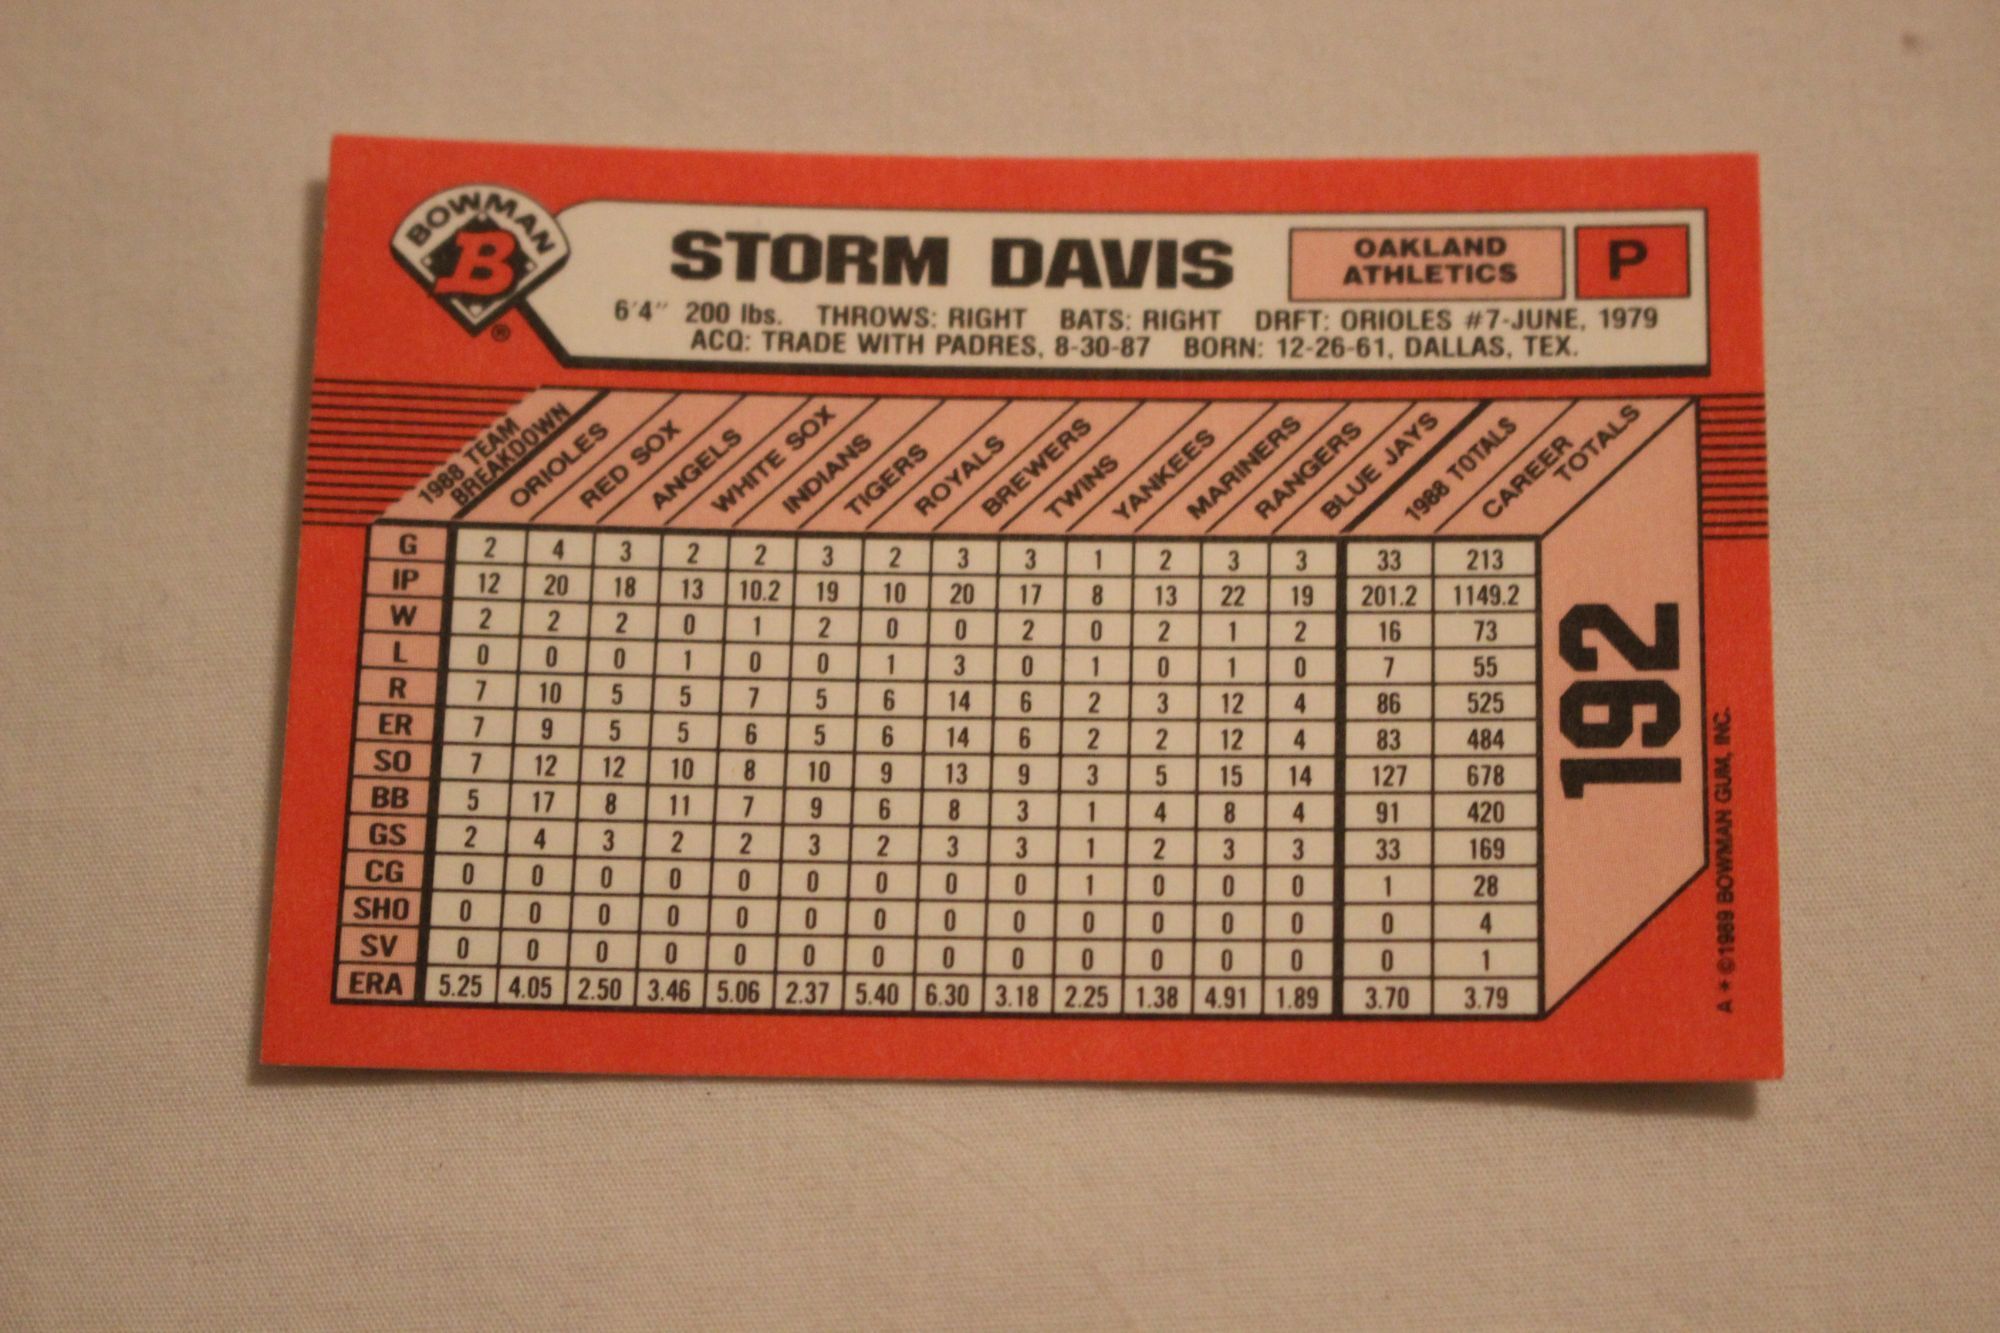 BOWMAN
B
®
STORM DAVIS
OAKLAND
ATHLETICS
P
6'4" 200 lbs. THROWS: RIGHT BATS: RIGHT DRFT: ORIOLES #7-JUNE, 1979
ACQ: TRADE WITH PADRES, 8-30-87 BORN: 12-26-61, DALLAS, TEX.
1988 TEAM BREAKDOWN ORIOLES RED SOX ANGELS WHITE SOX INDIANS TIGERS ROYALS BREWERS TWINS YANKEES MARINERS RANGERS BLUE JAYS 1988 TOTALS CAREER TOTALS
G 2 4 3 2 2 3 2 3 3 1 2 3 3 33 213
IP 12 20 18 13 10.2 19 10 20 17 8 13 22 19 201.2 1149.2
W 2 2 2 0 1 2 0 0 2 0 2 1 2 16 73
L 0 0 0 1 0 0 1 3 0 1 0 1 0 7 55
R 7 10 5 5 7 5 6 14 6 2 3 12 4 86 525
ER 7 9 5 5 6 5 6 14 6 2 2 12 4 83 484
SO 7 12 12 10 8 10 9 13 9 3 5 15 14 127 678
BB 5 17 8 11 7 9 6 8 3 1 4 8 4 91 420
GS 2 4 3 2 2 3 2 3 3 1 2 3 3 33 169
CG 0 0 0 0 0 0 0 0 0 1 0 0 0 1 28
SHO 0 0 0 0 0 0 0 0 0 0 0 0 0 0 4
SV 0 0 0 0 0 0 0 0 0 0 0 0 0 0 1
ERA 5.25 4.05 2.50 3.46 5.06 2.37 5.40 6.30 3.18 2.25 1.38 4.91 1.89 3.70 3.79
192
A * ©1989 BOWMAN GUM, INC.